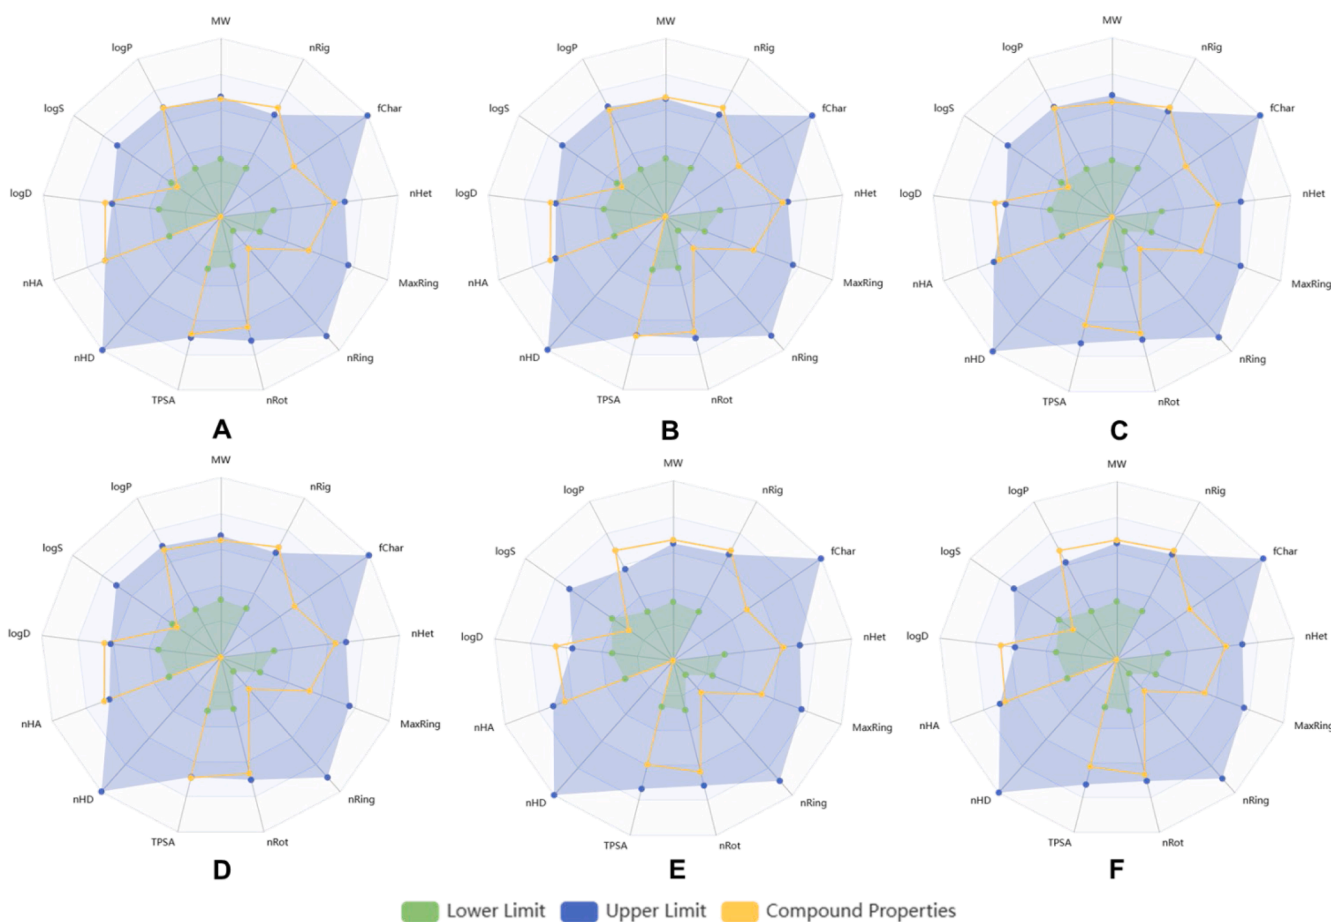 MW
logP
nRig
logS
fChar
logD
nHet
nHA
MaxRing
nHD
nRing
TPSA
nRot
A
MW
logP
nRig
logS
fChar
logD
nHet
nHA
MaxRing
nHD
nRing
TPSA
nRot
B
MW
logP
nRig
logS
fChar
logD
nHet
nHA
MaxRing
nHD
nRing
TPSA
nRot
C
MW
logP
nRig
logS
fChar
logD
nHet
nHA
MaxRing
nHD
nRing
TPSA
nRot
D
MW
logP
nRig
logS
fChar
logD
nHet
nHA
MaxRing
nHD
nRing
TPSA
nRot
E
MW
logP
nRig
logS
fChar
logD
nHet
nHA
MaxRing
nHD
nRing
TPSA
nRot
F
Lower Limit Upper Limit Compound Properties